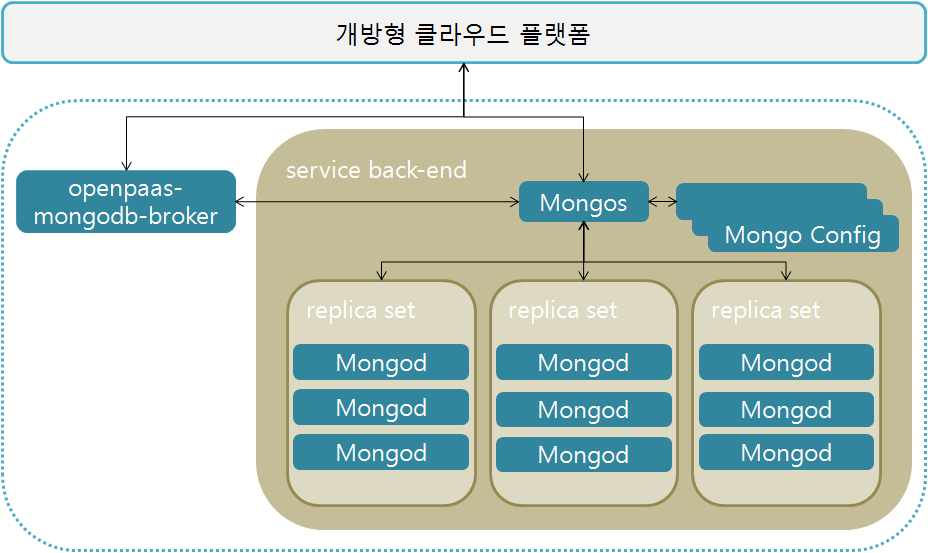 개방형 클라우드 플랫폼
service back-end
openpaas-
mongodb-broker
Mongos
Mongo Config
replica set
Mongod
Mongod
Mongod
replica set
Mongod
Mongod
Mongod
replica set
Mongod
Mongod
Mongod